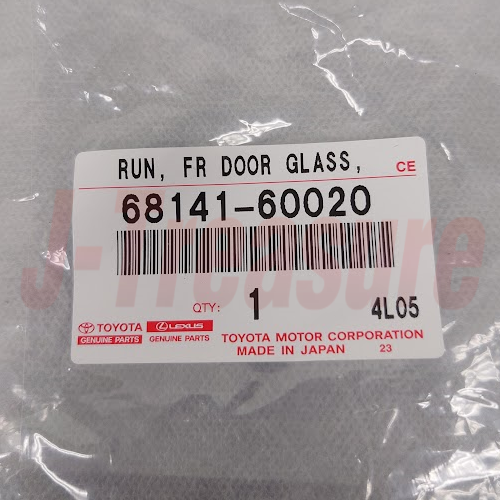 RUN, FR DOOR GLASS,
CE
68141-60020
J-Treasure
QTY: 1
4L05
TOYOTA
GENUINE PARTS
LEXUS
GENUINE PARTS
TOYOTA MOTOR CORPORATION
MADE IN JAPAN 23